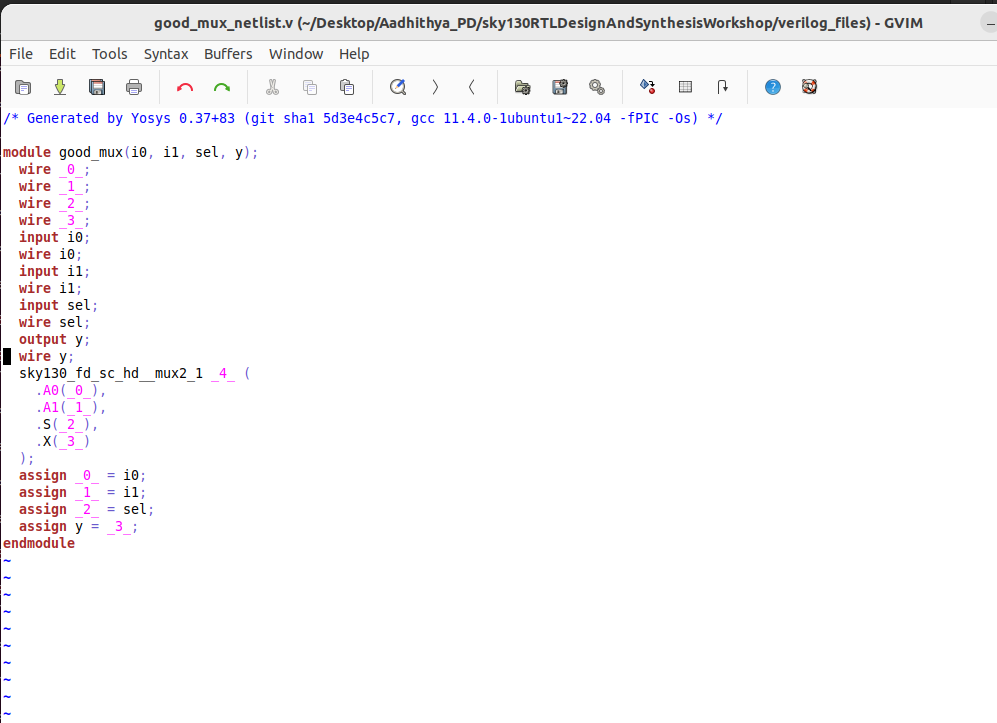 good_mux_netlist.v (~/Desktop/Aadhithya_PD/sky130RTLDesignAndSynthesisWorkshop/verilog_files) - GVIM
File Edit Tools Syntax Buffers Window Help
/* Generated by Yosys 0.37+83 (git sha1 5d3e4c5c7, gcc 11.4.0-1ubuntu1~22.04 -fPIC -Os) */
module good_mux(i0, i1, sel, y);
  wire _0_;
  wire _1_;
  wire _2_;
  wire _3_;
  input i0;
  wire i0;
  input i1;
  wire i1;
  input sel;
  wire sel;
  output y;
  wire y;
  sky130_fd_sc_hd__mux2_1 _4_ (
    .A0(_0_),
    .A1(_1_),
    .S(_2_),
    .X(_3_)
  );
  assign _0_ = i0;
  assign _1_ = i1;
  assign _2_ = sel;
  assign y = _3_;
endmodule
~
~
~
~
~
~
~
~
~
~